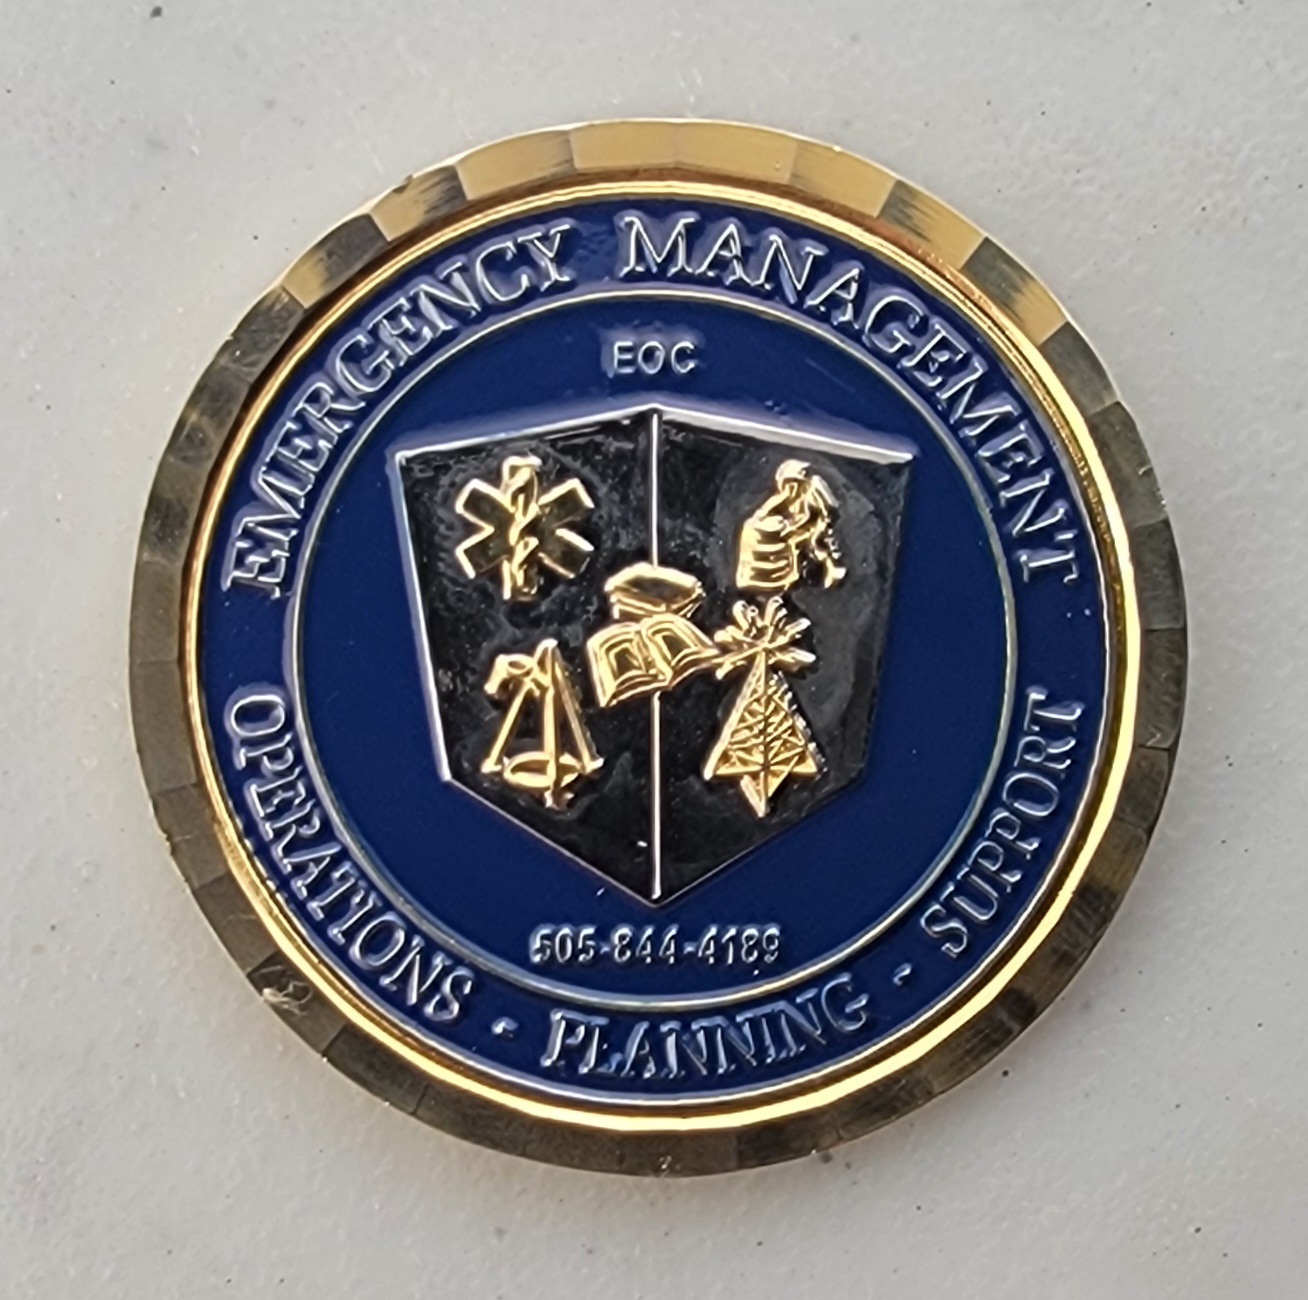 EMERGENCY MANAGEMENT
EOC
505-844-4189
OPERATIONS - PLANNING - SUPPORT